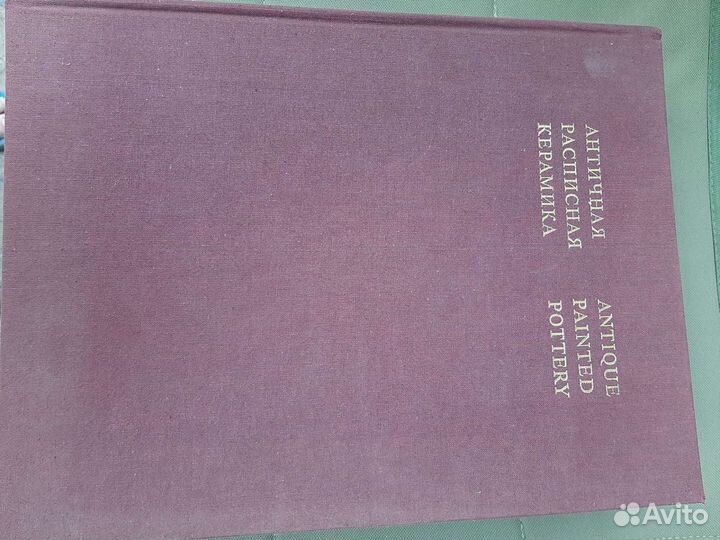 АНТИЧНАЯ
РАСПИСНАЯ
КЕРАМИКА
ANTIQUE
PAINTED
POTTERY
Avito